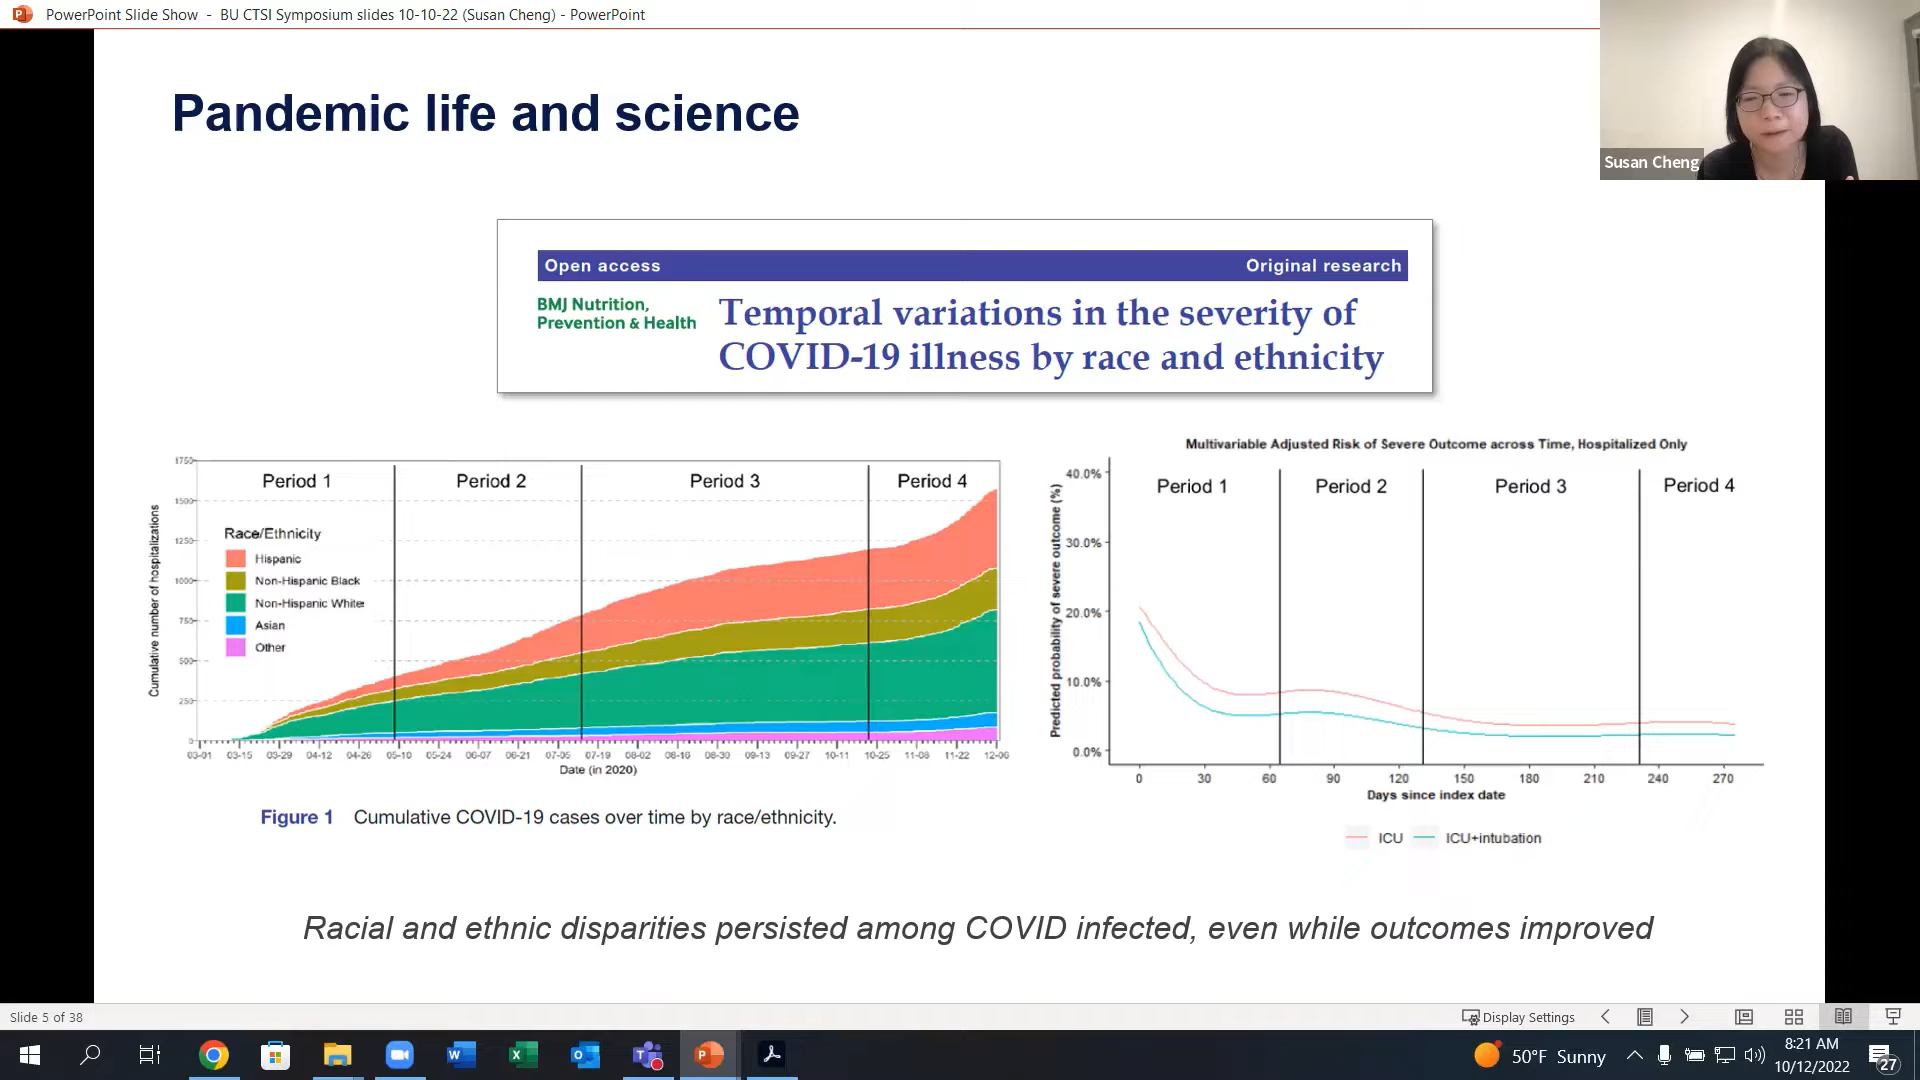 PowerPoint Slide Show - BU CTSI Symposium slides 10-10-22 (Susan Cheng) - PowerPoint
Susan Cheng
Pandemic life and science
Open access Original research
BMJ Nutrition,
Prevention & Health
Temporal variations in the severity of
COVID-19 illness by race and ethnicity
Cumulative number of hospitalizations
1750
1500
1250
1000
750
500
250
0
Period 1 Period 2 Period 3 Period 4
Race/Ethnicity
Hispanic
Non-Hispanic Black
Non-Hispanic White
Asian
Other
03-01 03-15 03-29 04-12 04-26 05-10 05-24 06-07 06-21 07-05 07-19 08-02 08-16 08-30 09-13 09-27 10-11 10-25 11-08 11-22 12-06
Date (in 2020)
Figure 1 Cumulative COVID-19 cases over time by race/ethnicity.
Multivariable Adjusted Risk of Severe Outcome across Time, Hospitalized Only
Predicted probability of severe outcome (%)
40.0%
30.0%
20.0%
10.0%
0.0%
Period 1 Period 2 Period 3 Period 4
0 30 60 90 120 150 180 210 240 270
Days since index date
ICU ICU+intubation
Racial and ethnic disparities persisted among COVID infected, even while outcomes improved
Slide 5 of 38
Display Settings
50°F Sunny
8:21 AM
10/12/2022
27